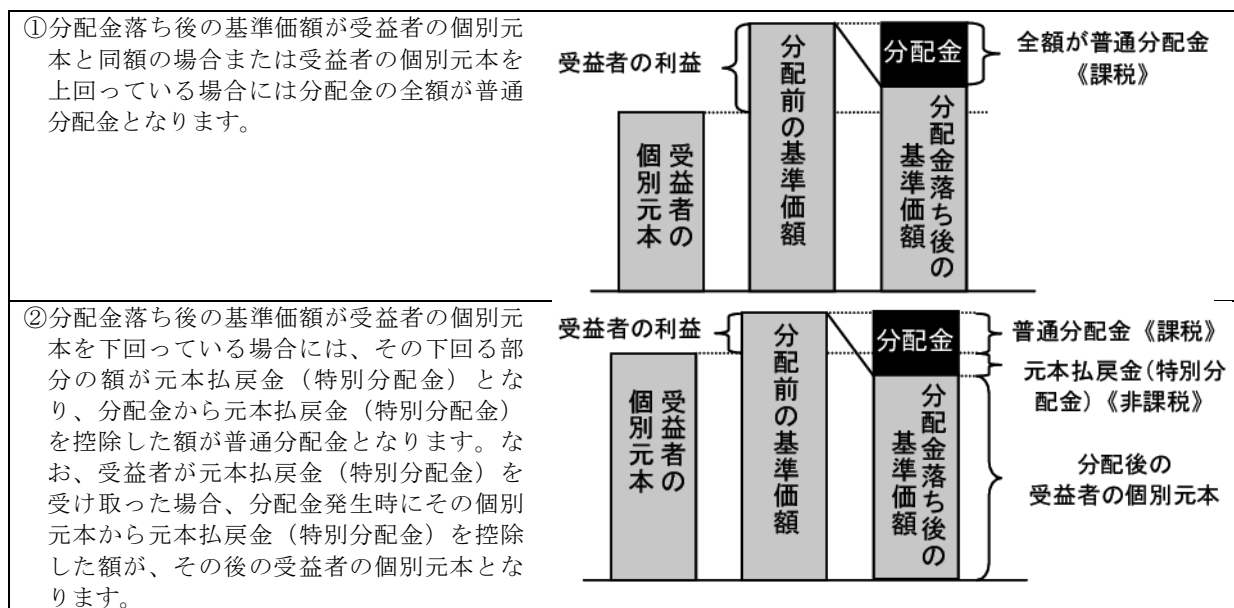 ①分配金落ち後の基準価額が受益者の個別元
本と同額の場合または受益者の個別元本を
上回っている場合には分配金の全額が普通
分配金となります。
受益者の利益
受益者の
個別元本
分配前の基準価額
分配金
分配金落ち後の
基準価額
全額が普通分配金
《課税》
②分配金落ち後の基準価額が受益者の個別元
本を下回っている場合には、その下回る部
分の額が元本払戻金（特別分配金）とな
り、分配金から元本払戻金（特別分配金）
を控除した額が普通分配金となります。な
お、受益者が元本払戻金（特別分配金）を
受け取った場合、分配金発生時にその個別
元本から元本払戻金（特別分配金）を控除
した額が、その後の受益者の個別元本とな
ります。
受益者の利益
受益者の
個別元本
分配前の基準価額
分配金
分配金落ち後の
基準価額
普通分配金《課税》
元本払戻金(特別分
配金)《非課税》
分配後の
受益者の個別元本